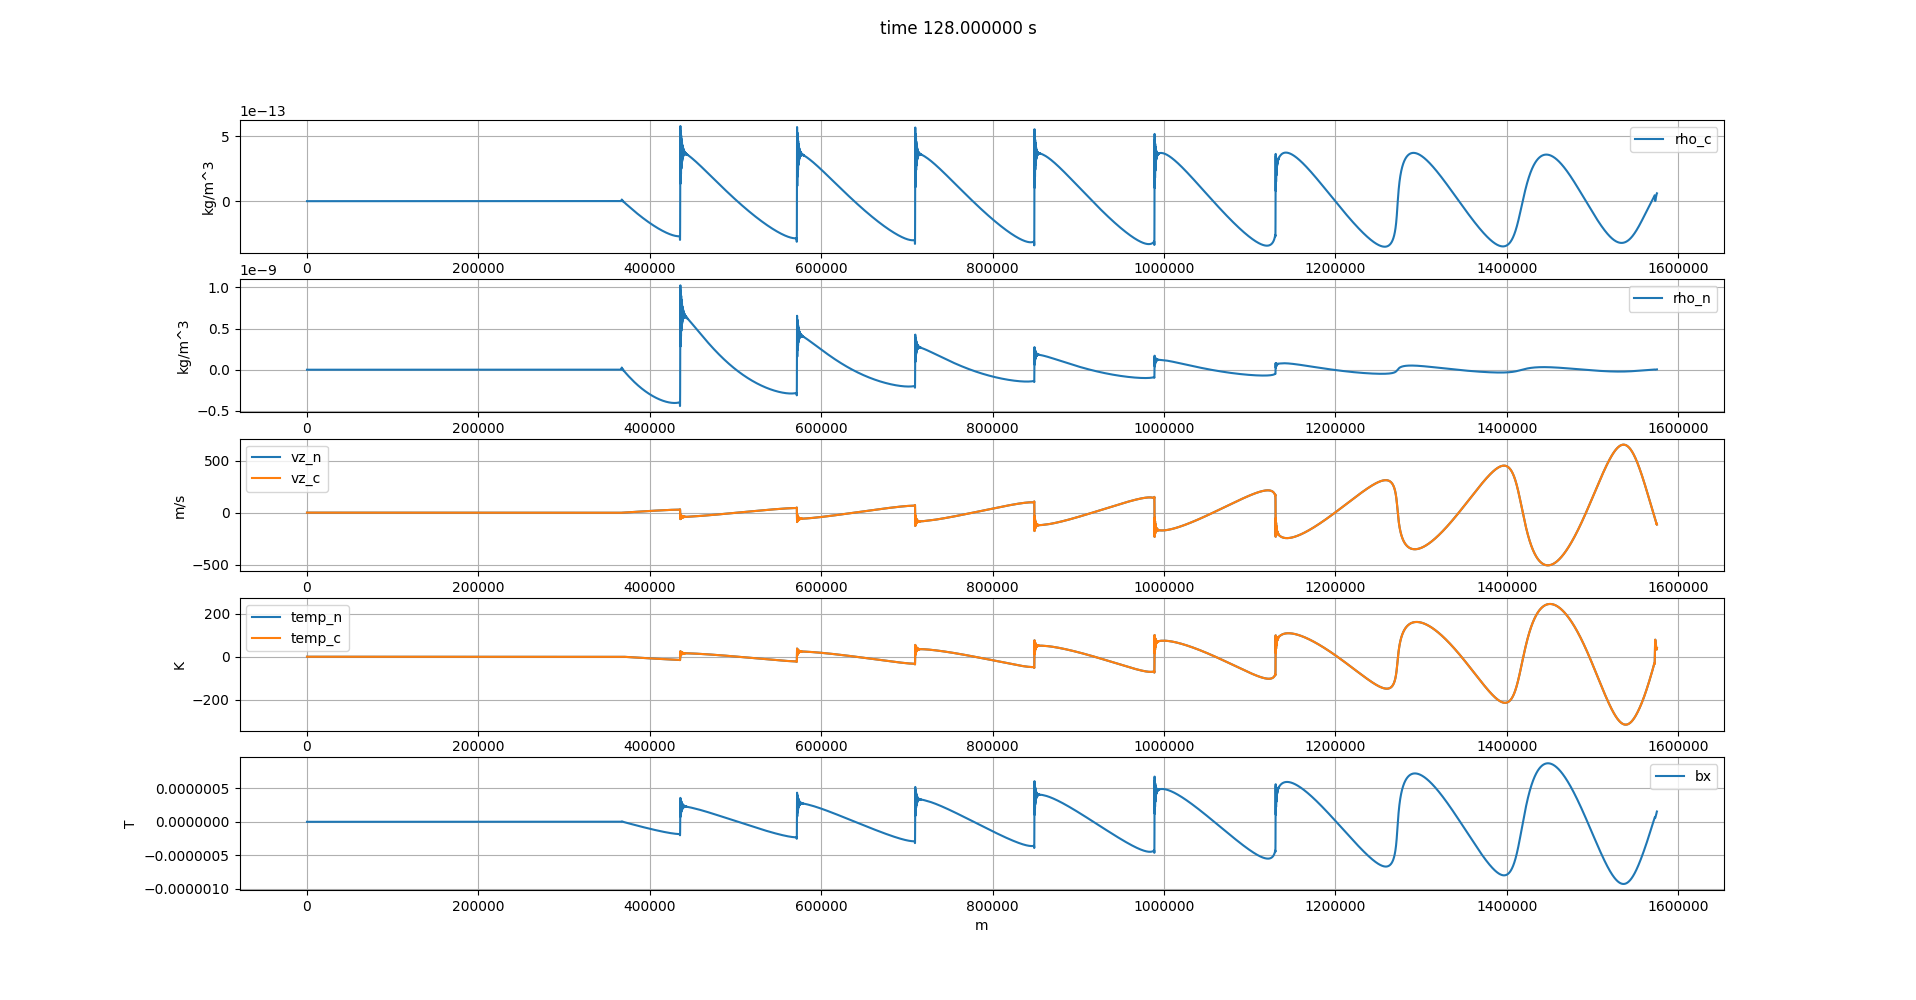 time 128.000000 s
1e−13
5
0
kg/m^3
rho_c
0 200000 400000 600000 800000 1000000 1200000 1400000 1600000
1e−9
1.0
0.5
0.0
−0.5
kg/m^3
rho_n
0 200000 400000 600000 800000 1000000 1200000 1400000 1600000
500
0
−500
m/s
vz_n
vz_c
0 200000 400000 600000 800000 1000000 1200000 1400000 1600000
200
0
−200
K
temp_n
temp_c
0 200000 400000 600000 800000 1000000 1200000 1400000 1600000
0.0000005
0.0000000
−0.0000005
−0.0000010
T
bx
0 200000 400000 600000 800000 1000000 1200000 1400000 1600000
m